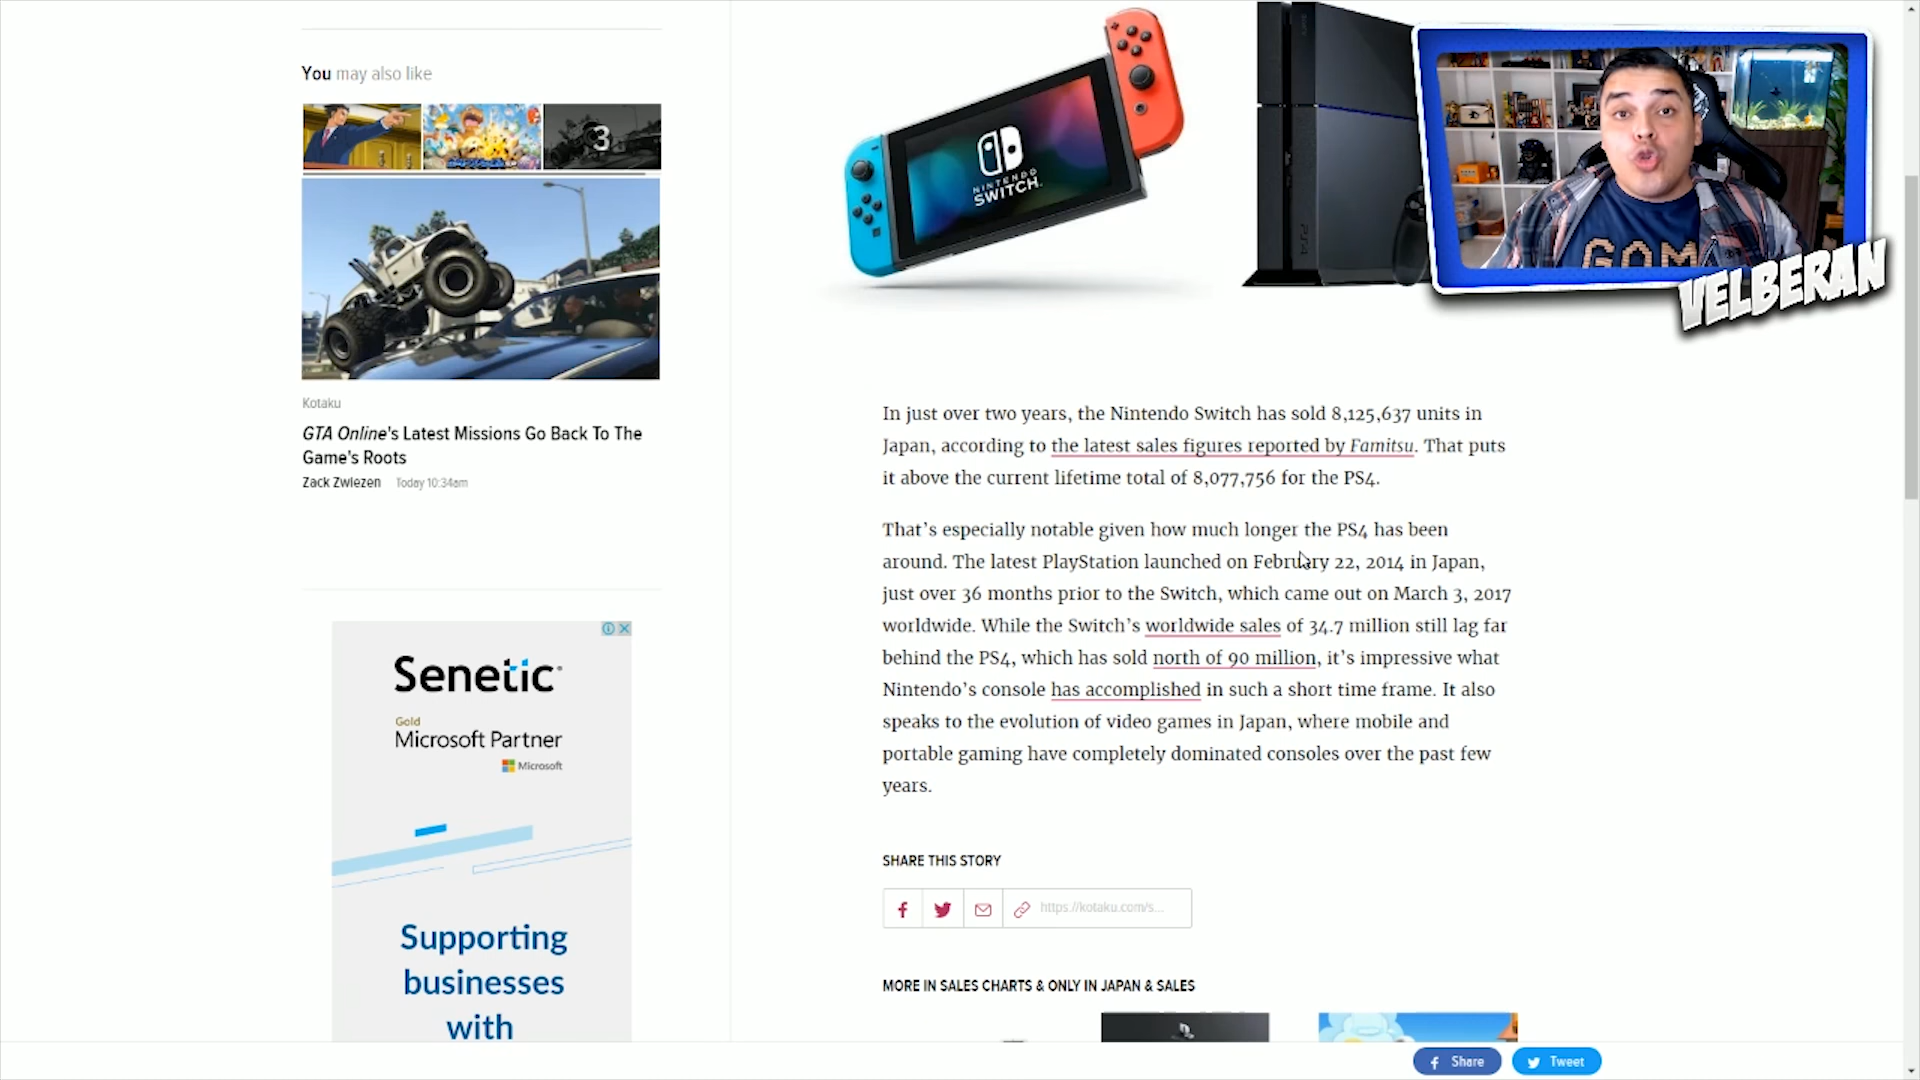 You may also like
3
Kotaku
GTA Online's Latest Missions Go Back To The
Game's Roots
Zack Zwiezen Today 10:34am
Senetic
Gold
Microsoft Partner
Microsoft
Supporting
businesses
with
NINTENDO
SWITCH
PS4
GAM
VELBERAN
In just over two years, the Nintendo Switch has sold 8,125,637 units in
Japan, according to the latest sales figures reported by Famitsu. That puts
it above the current lifetime total of 8,077,756 for the PS4.
That’s especially notable given how much longer the PS4 has been
around. The latest PlayStation launched on February 22, 2014 in Japan,
just over 36 months prior to the Switch, which came out on March 3, 2017
worldwide. While the Switch’s worldwide sales of 34.7 million still lag far
behind the PS4, which has sold north of 90 million, it’s impressive what
Nintendo’s console has accomplished in such a short time frame. It also
speaks to the evolution of video games in Japan, where mobile and
portable gaming have completely dominated consoles over the past few
years.
SHARE THIS STORY
https://kotaku.com/s...
MORE IN SALES CHARTS & ONLY IN JAPAN & SALES
Share
Tweet